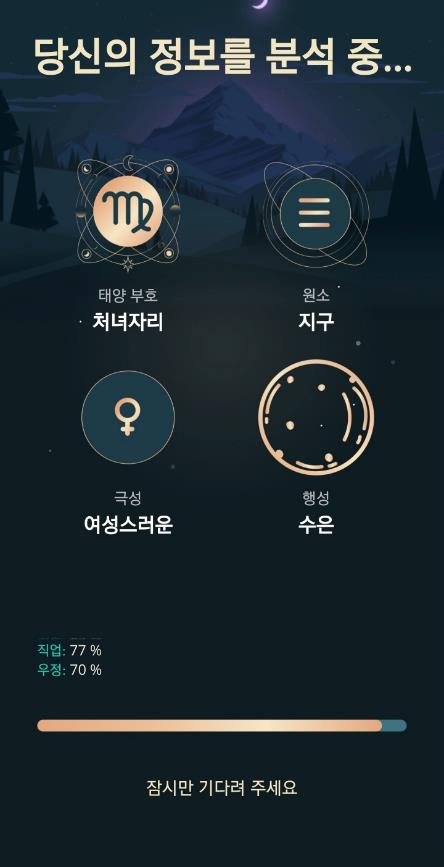 당신의 정보를 분석 중...
태양 부호
처녀자리
원소
지구
극성
여성스러운
행성
수은
직업: 77 %
우정: 70 %
잠시만 기다려 주세요